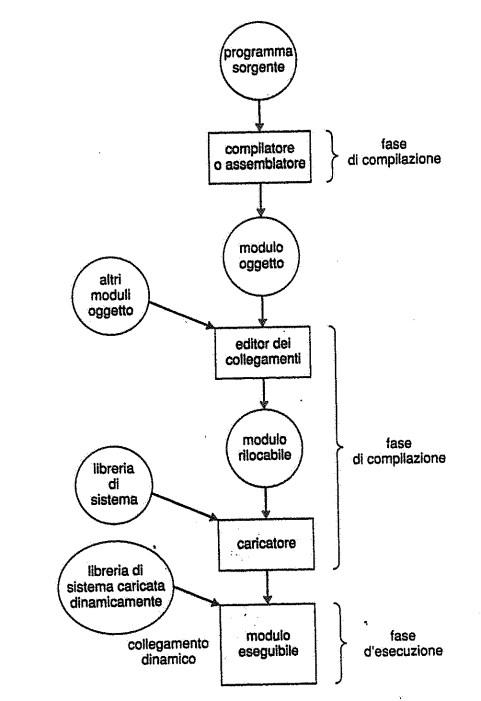 programma
sorgente
compilatore
o assemblatore
fase
di compilazione
modulo
oggetto
altri
moduli
oggetto
editor dei
collegamenti
modulo
rilocabile
fase
di compilazione
libreria
di
sistema
caricatore
libreria di
sistema caricata
dinamicamente
collegamento
dinamico
modulo
eseguibile
fase
d'esecuzione